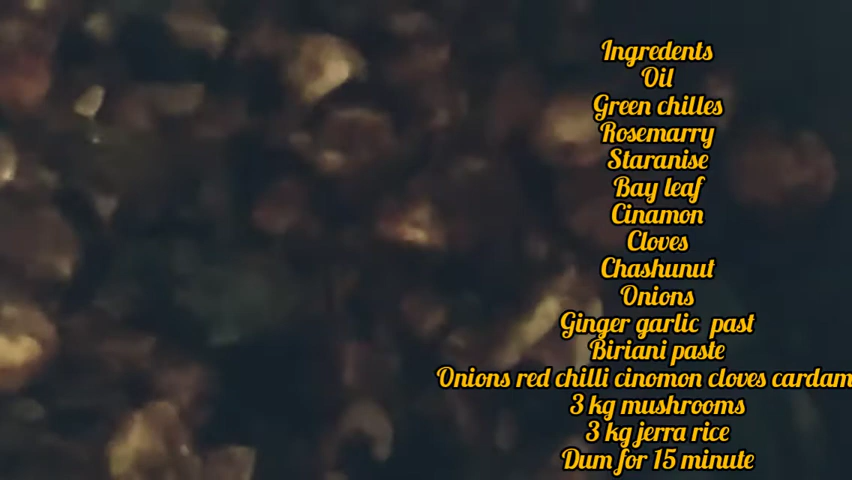 Ingredents
Oil
Green chilles
Rosemarry
Staranise
Bay leaf
Cinamon
Cloves
Chashunut
Onions
Ginger garlic past
Biriani paste
Onions red chilli cinomon cloves cardam
3 kg mushrooms
3 kg jerra rice
Dum for 15 minute